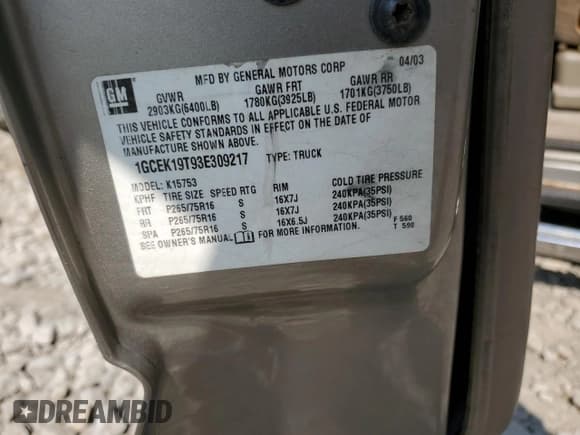 GM
MFD BY GENERAL MOTORS CORP 04/03
GVWR GAWR FRT GAWR RR
2903KG(6400LB) 1780KG(3925LB) 1701KG(3750LB)
THIS VEHICLE CONFORMS TO ALL APPLICABLE U.S. FEDERAL MOTOR
VEHICLE SAFETY STANDARDS IN EFFECT ON THE DATE OF
MANUFACTURE SHOWN ABOVE.
1GCEK19T93E309217 TYPE: TRUCK
MODEL: K15753
KPHF TIRE SIZE SPEED RTG RIM COLD TIRE PRESSURE
FRT P265/75R16 S 16X7J 240KPA(35PSI)
RR P265/75R16 S 16X7J 240KPA(35PSI)
SPA P265/75R16 S 16X6.5J 240KPA(35PSI)
SEE OWNER'S MANUAL FOR MORE INFORMATION.
F 560
T 590
DREAMBID